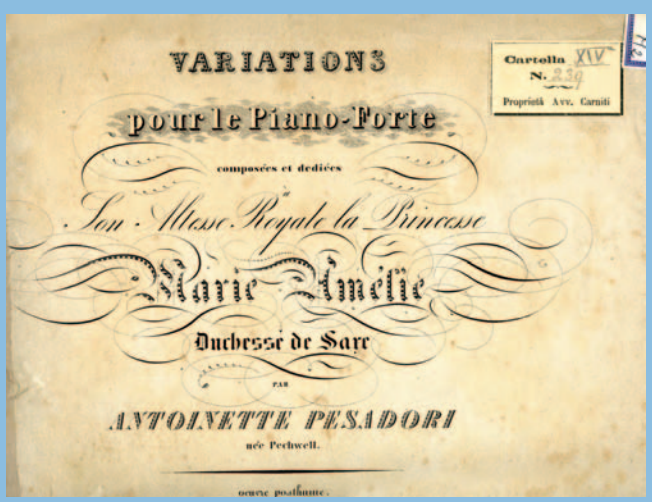 VARIATIONS
pour le Piano-Forte
composées et dediées
a
Son Altesse Royale la Princesse
Marie Amélie
Duchesse de Saxe
PAR
ANTOINETTE PESADORI
née Pechwell.
oeuvre posthume.
Cartella XIV
N. 239
Proprietà Avv. Carniti